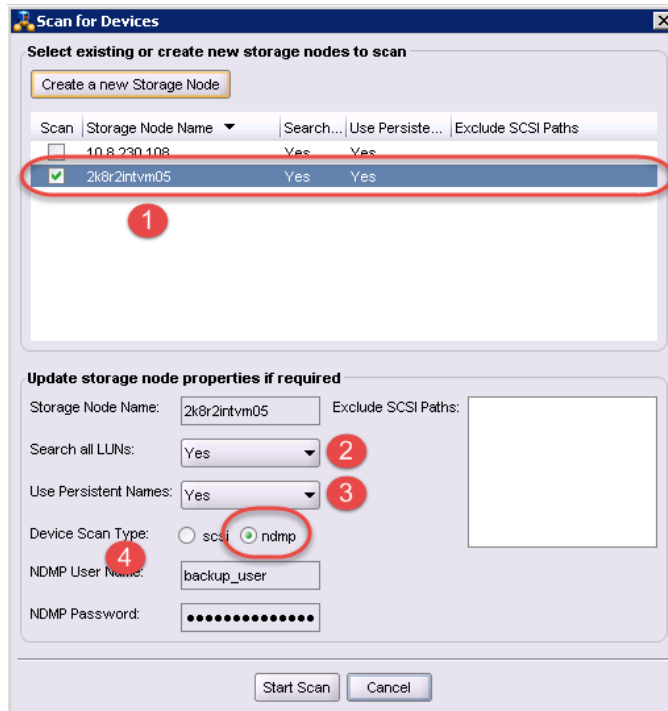 Scan for Devices
Select existing or create new storage nodes to scan
Create a new Storage Node
Scan Storage Node Name Search... Use Persiste... Exclude SCSI Paths
10.8.230.108 Yes Yes
2k8r2intvm05 Yes Yes
1
Update storage node properties if required
Storage Node Name: 2k8r2intvm05 Exclude SCSI Paths:
Search all LUNs: Yes 2
Use Persistent Names: Yes 3
Device Scan Type: scsi ndmp
4
NDMP User Name: backup_user
NDMP Password: ••••••••••••••
Start Scan Cancel